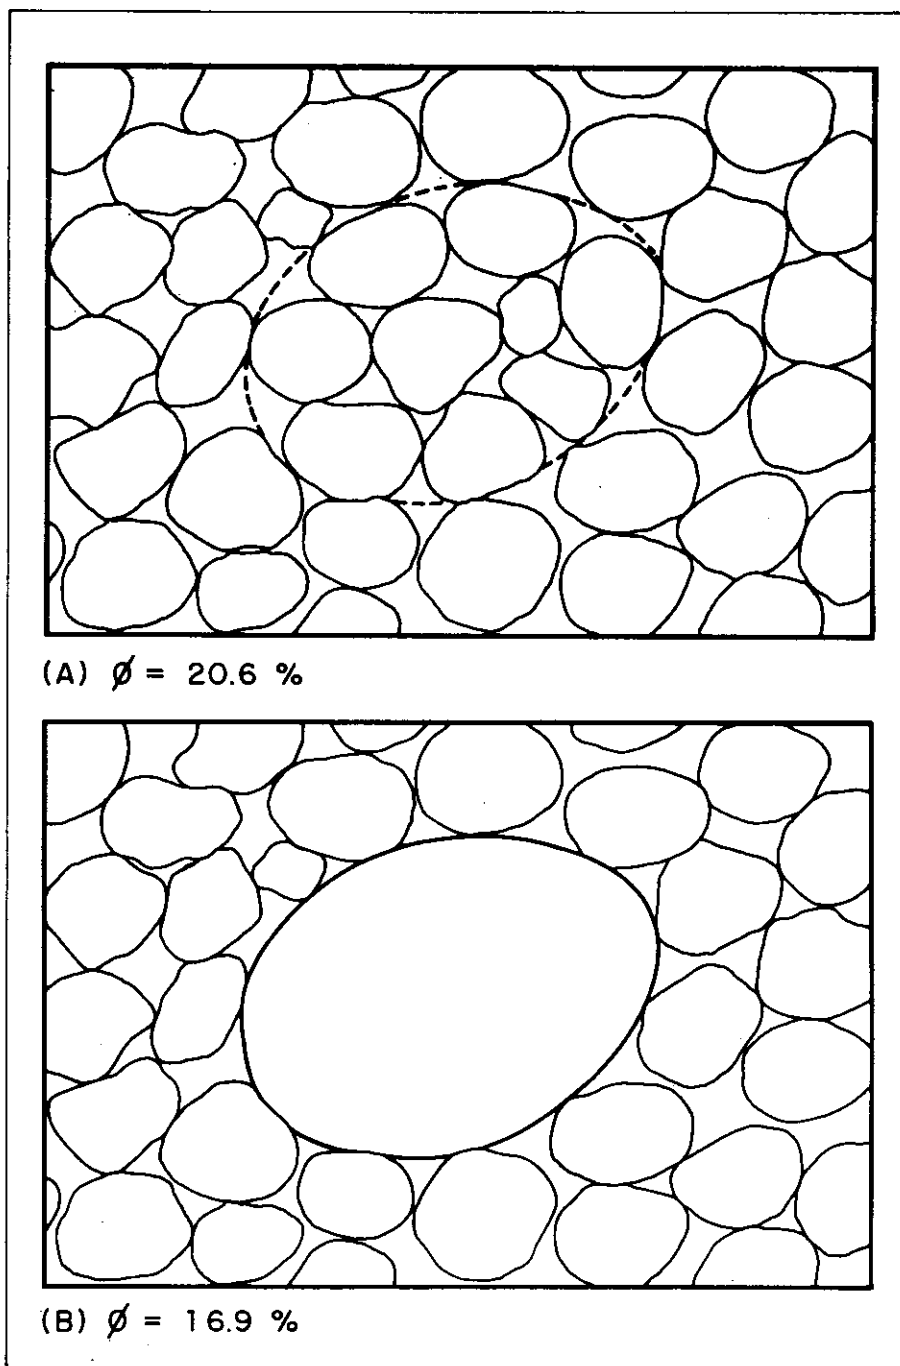 (A) ø = 20.6 %
(B) ø = 16.9 %